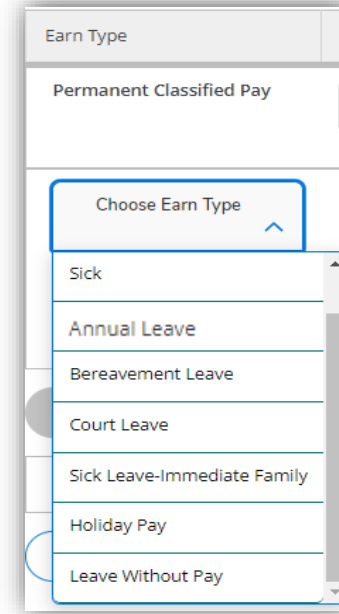 Earn Type
Permanent Classified Pay
Choose Earn Type
Sick
Annual Leave
Bereavement Leave
Court Leave
Sick Leave-Immediate Family
Holiday Pay
Leave Without Pay